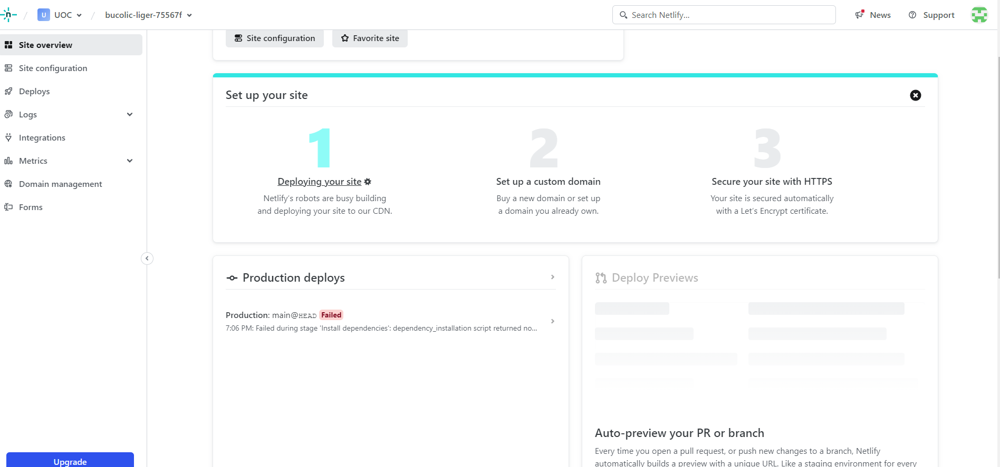 n / U UOC / bucolic-liger-75567f
Search Netlify...
News
Support
Site overview
Site configuration
Deploys
Logs
Integrations
Metrics
Domain management
Forms
Upgrade
Site configuration
Favorite site
Set up your site
1
Deploying your site
Netlify's robots are busy building
and deploying your site to our CDN.
2
Set up a custom domain
Buy a new domain or set up
a domain you already own.
3
Secure your site with HTTPS
Your site is secured automatically
with a Let's Encrypt certificate.
Production deploys
Production: main@HEAD Failed
7:06 PM: Failed during stage 'Install dependencies': dependency_installation script returned no...
Deploy Previews
Auto-preview your PR or branch
Every time you open a pull request, or push new changes to a branch, Netlify
automatically builds a preview with a unique URL. Like a staging environment for every